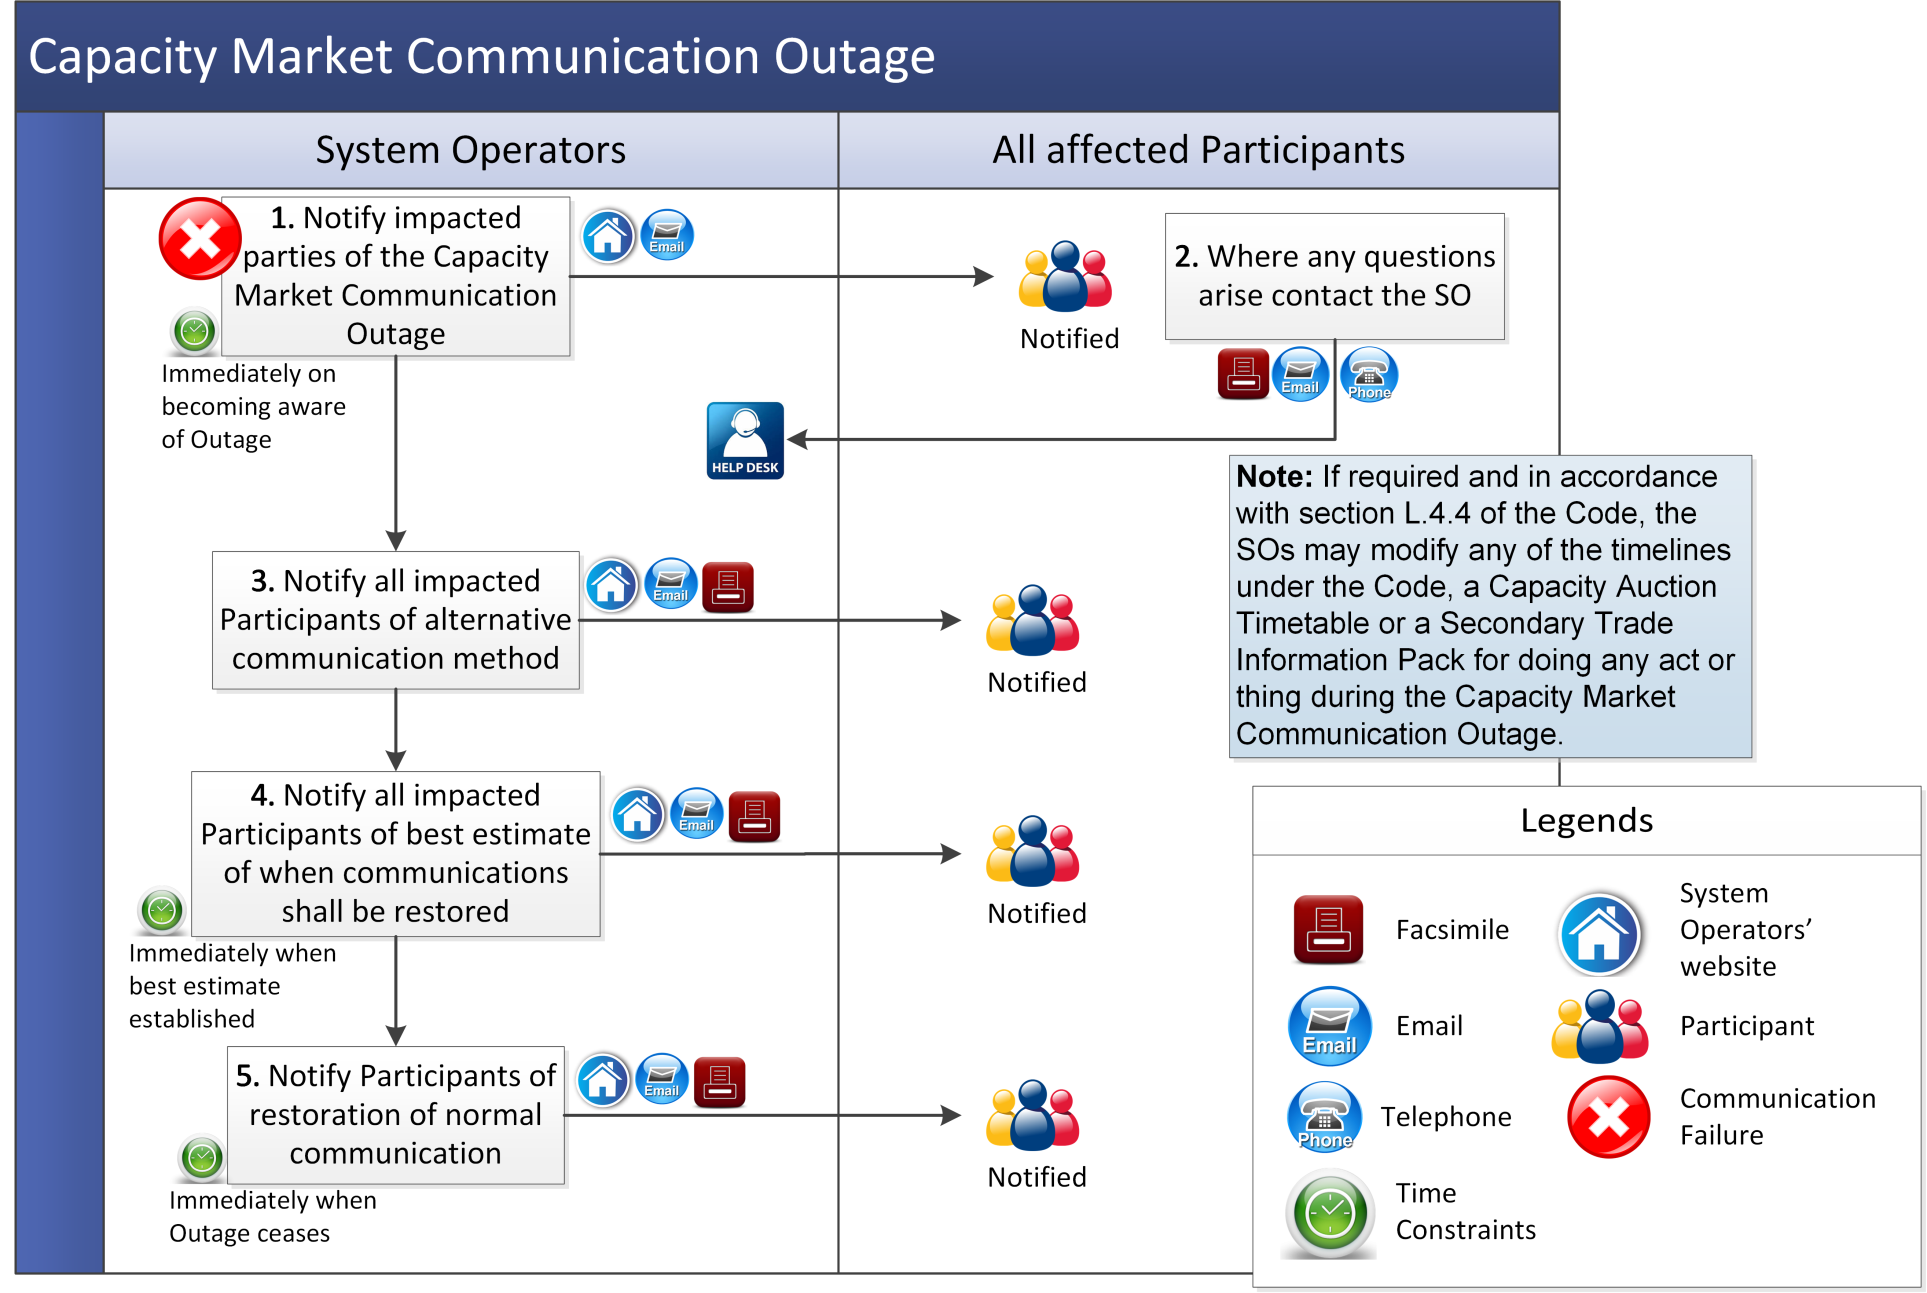 Capacity Market Communication Outage
System Operators
All affected Participants
1. Notify impacted
parties of the Capacity
Market Communication
Outage
Email
Immediately on
becoming aware
of Outage
Notified
2. Where any questions
arise contact the SO
Email
Phone
HELP DESK
Note: If required and in accordance
with section L.4.4 of the Code, the
SOs may modify any of the timelines
under the Code, a Capacity Auction
Timetable or a Secondary Trade
Information Pack for doing any act or
thing during the Capacity Market
Communication Outage.
3. Notify all impacted
Participants of alternative
communication method
Email
Notified
4. Notify all impacted
Participants of best estimate
of when communications
shall be restored
Email
Immediately when
best estimate
established
Notified
5. Notify Participants of
restoration of normal
communication
Email
Immediately when
Outage ceases
Notified
Legends
Facsimile
System
Operators’
website
Email
Email
Participant
Phone
Telephone
Communication
Failure
Time
Constraints